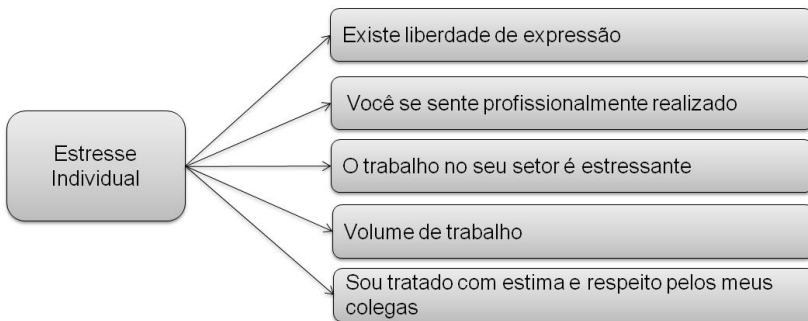 Existe liberdade de expressão
Você se sente profissionalmente realizado
Estresse
Individual
O trabalho no seu setor é estressante
Volume de trabalho
Sou tratado com estima e respeito pelos meus
colegas